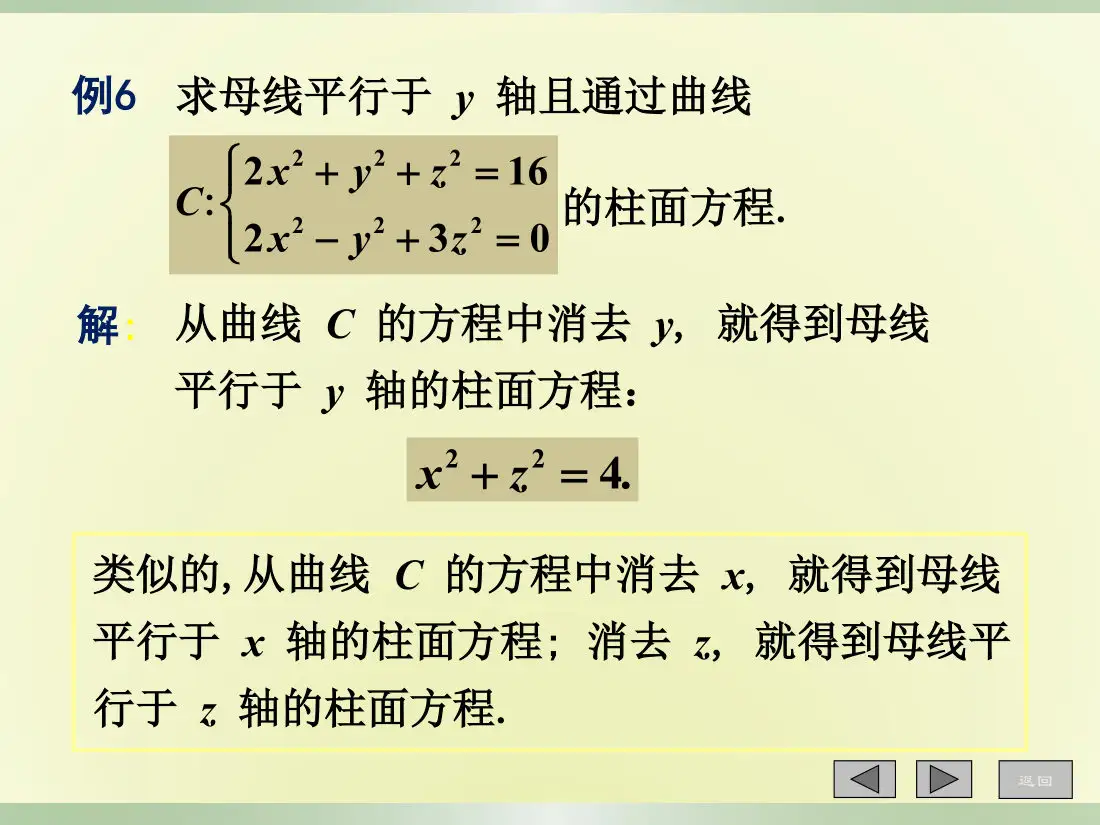 例6 求母线平行于 y 轴且通过曲线
C:{2x² + y² + z² = 16
2x² − y² + 3z² = 0
的柱面方程.
解: 从曲线 C 的方程中消去 y, 就得到母线
平行于 y 轴的柱面方程:
x² + z² = 4.
类似的,从曲线 C 的方程中消去 x, 就得到母线
平行于 x 轴的柱面方程; 消去 z, 就得到母线平
行于 z 轴的柱面方程.
返回